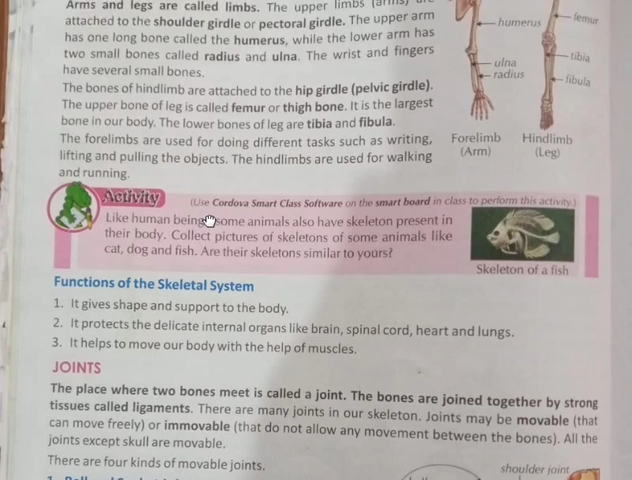 Arms and legs are called limbs. The upper limbs (arms) are
attached to the shoulder girdle or pectoral girdle. The upper arm
has one long bone called the humerus, while the lower arm has
two small bones called radius and ulna. The wrist and fingers
have several small bones.
The bones of hindlimb are attached to the hip girdle (pelvic girdle).
The upper bone of leg is called femur or thigh bone. It is the largest
bone in our body. The lower bones of leg are tibia and fibula.
The forelimbs are used for doing different tasks such as writing,
lifting and pulling the objects. The hindlimbs are used for walking
and running.
humerus
femur
ulna
radius
tibia
fibula
Forelimb
(Arm)
Hindlimb
(Leg)
Activity
(Use Cordova Smart Class Software on the smart board in class to perform this activity.)
Like human being some animals also have skeleton present in
their body. Collect pictures of skeletons of some animals like
cat, dog and fish. Are their skeletons similar to yours?
Skeleton of a fish
Functions of the Skeletal System
1. It gives shape and support to the body.
2. It protects the delicate internal organs like brain, spinal cord, heart and lungs.
3. It helps to move our body with the help of muscles.
JOINTS
The place where two bones meet is called a joint. The bones are joined together by strong
tissues called ligaments. There are many joints in our skeleton. Joints may be movable (that
can move freely) or immovable (that do not allow any movement between the bones). All the
joints except skull are movable.
There are four kinds of movable joints.
shoulder joint